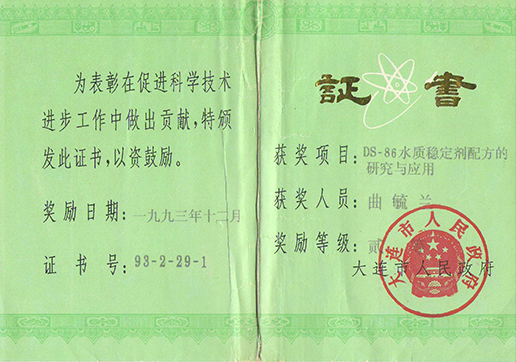 为表彰在促进科学技术
进步工作中做出贡献,特颁
发此证书,以资鼓励。
奖励日期:一九九三年十二月
证书号:93-2-29-1
証書
获奖项目:DS-86水质稳定剂配方的
研究与应用
获奖人员:曲毓兰
奖励等级:贰
大连市人民政府
大连市人民政府